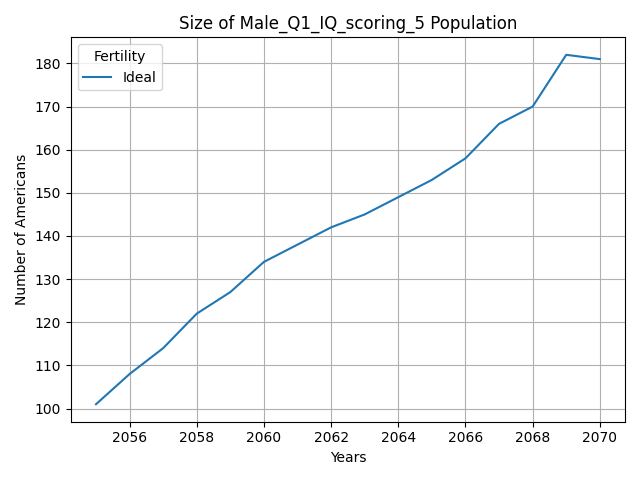 Size of Male_Q1_IQ_scoring_5 Population
Fertility
Ideal
Number of Americans
180
170
160
150
140
130
120
110
100
2056 2058 2060 2062 2064 2066 2068 2070
Years